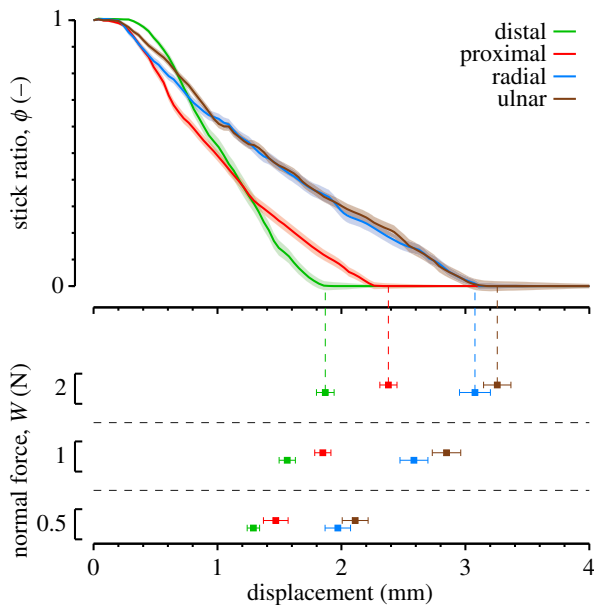 1
distal
proximal
radial
ulnar
stick ratio, ϕ (–)
0
2
1
0.5
normal force, W (N)
0 1 2 3 4
displacement (mm)